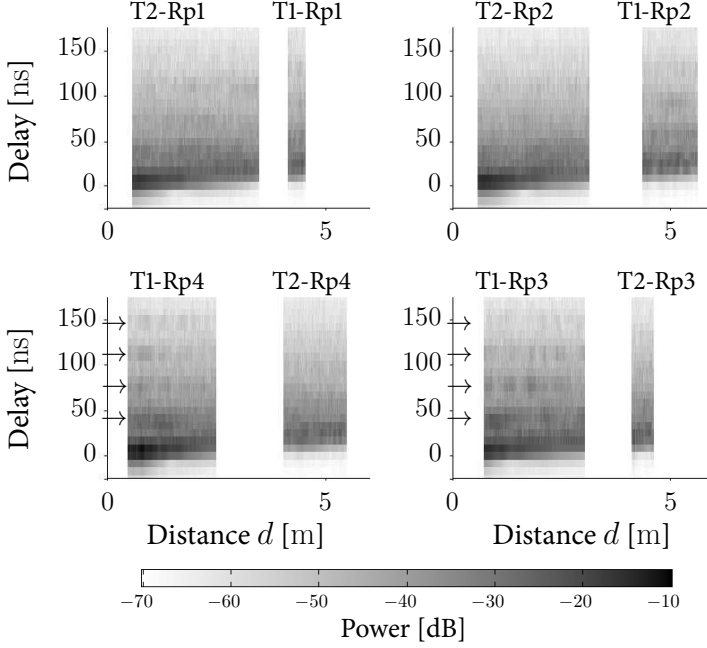 T2-Rp1 T1-Rp1 T2-Rp2 T1-Rp2
Delay [ns]
150 150
100 100
50 50
0 0
0 5 0 5
T1-Rp4 T2-Rp4 T1-Rp3 T2-Rp3
Delay [ns]
150 150
100 100
50 50
0 0
0 5 0 5
Distance d [m] Distance d [m]
−70 −60 −50 −40 −30 −20 −10
Power [dB]